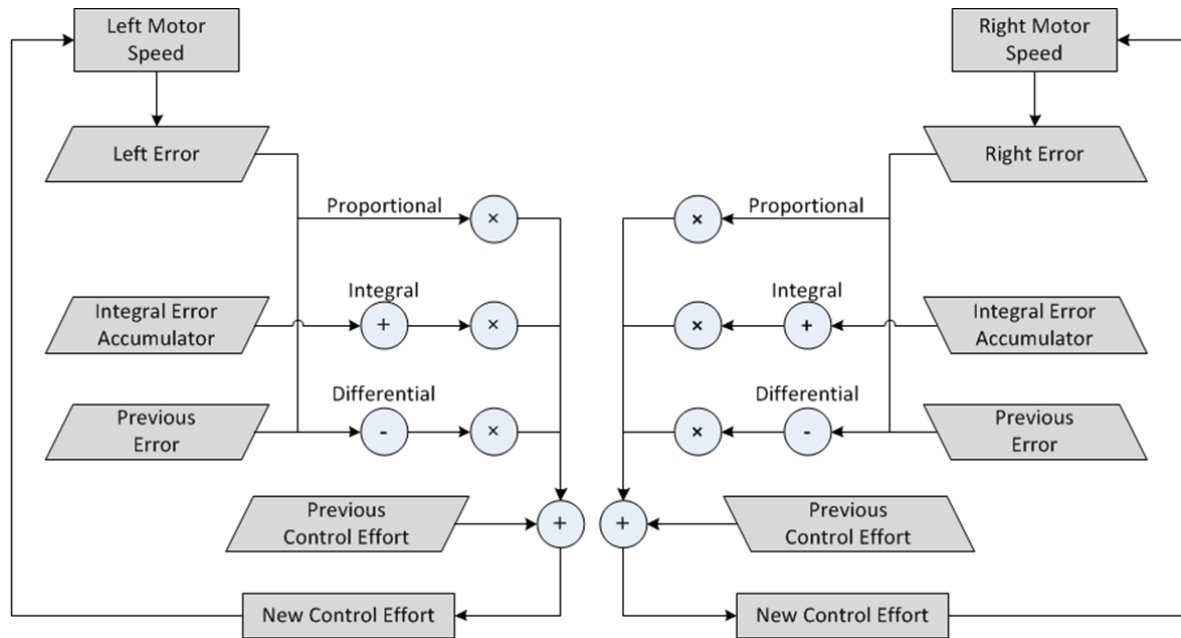 Left Motor
Speed
Right Motor
Speed
Left Error
Right Error
Proportional
×
×
Proportional
Integral Error
Accumulator
Integral
+
×
×
Integral
+
Integral Error
Accumulator
Previous
Error
Differential
-
×
×
Differential
-
Previous
Error
Previous
Control Effort
+
+
Previous
Control Effort
New Control Effort
New Control Effort